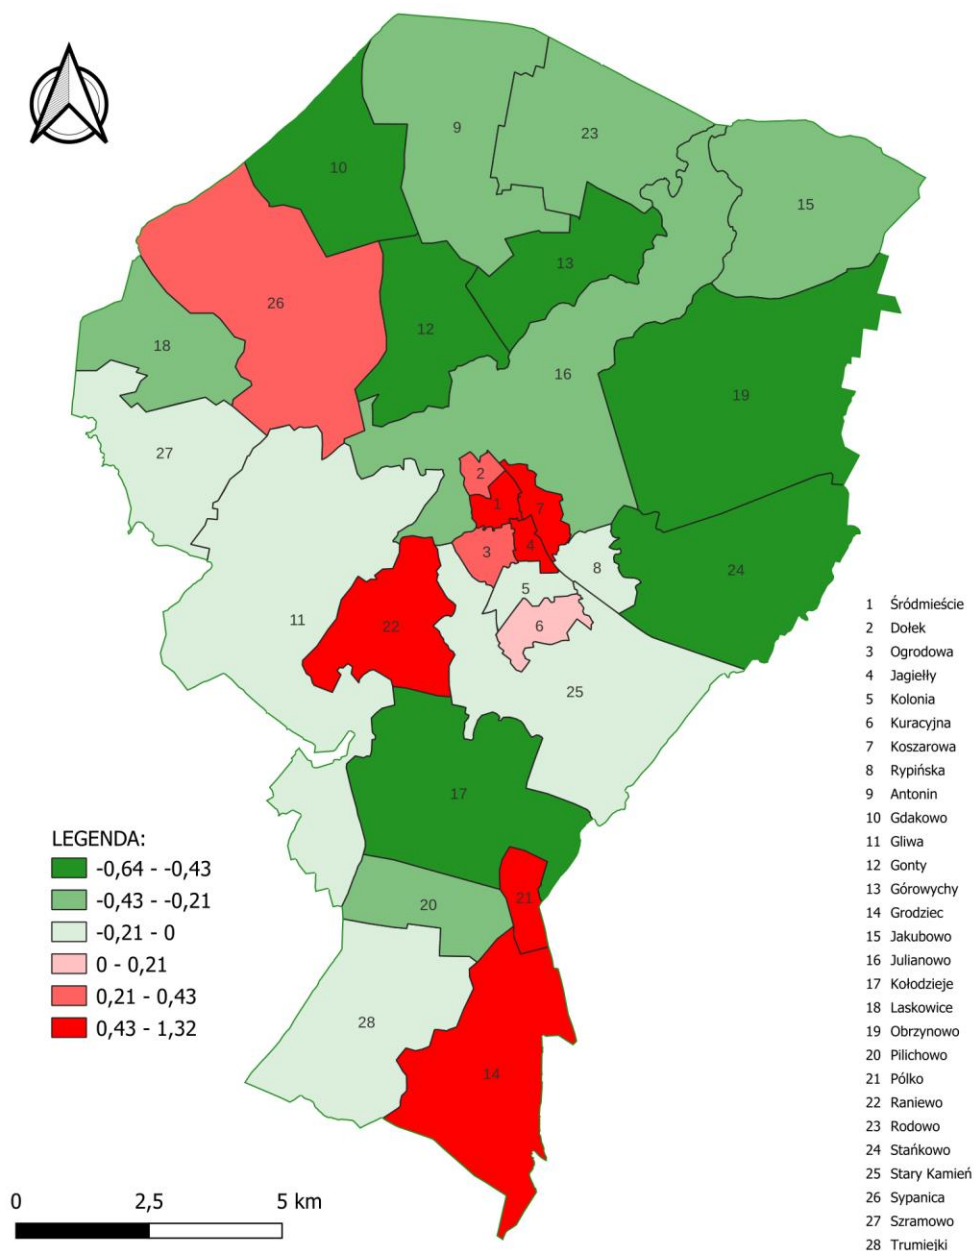 10
9
23
15
13
26
12
18
16
19
27
2
1
7
3
4
8
24
5
11
22
6
25
17
20
21
28
14
LEGENDA:
-0,64 - -0,43
-0,43 - -0,21
-0,21 - 0
0 - 0,21
0,21 - 0,43
0,43 - 1,32
0 2,5 5 km
1 Śródmieście
2 Dołek
3 Ogrodowa
4 Jagiełły
5 Kolonia
6 Kuracyjna
7 Koszarowa
8 Rypińska
9 Antonin
10 Gdakowo
11 Gliwa
12 Gonty
13 Górowychy
14 Grodziec
15 Jakubowo
16 Julianowo
17 Kołodzieje
18 Laskowice
19 Obrzynowo
20 Pilichowo
21 Pólko
22 Raniewo
23 Rodowo
24 Stańkowo
25 Stary Kamień
26 Sypanica
27 Szramowo
28 Trumiejki